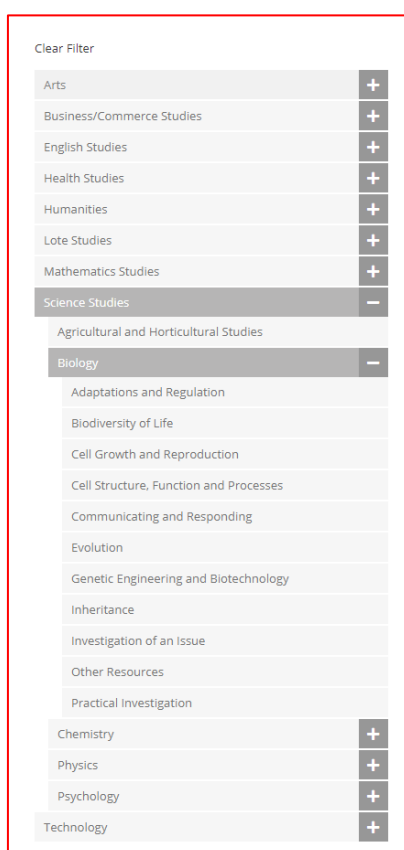 Clear Filter
Arts
Business/Commerce Studies
English Studies
Health Studies
Humanities
Lote Studies
Mathematics Studies
Science Studies
Agricultural and Horticultural Studies
Biology
Adaptations and Regulation
Biodiversity of Life
Cell Growth and Reproduction
Cell Structure, Function and Processes
Communicating and Responding
Evolution
Genetic Engineering and Biotechnology
Inheritance
Investigation of an Issue
Other Resources
Practical Investigation
Chemistry
Physics
Psychology
Technology